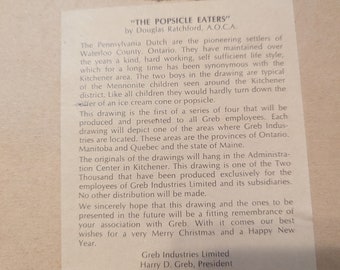 "THE POPSICLE EATERS"
by Douglas Ratchford, A.O.C.A.
The Pennsylvania Dutch are the pioneering settlers of
Waterloo County, Ontario. They have maintained over
the years a kind, hard working, self sufficient life style,
which for a long time has been synonymous with the
Kitchener area. The two boys in the drawing are typical
of the Mennonite children seen around the Kitchener
district. Like all children they would hardly turn down the
offer of an ice cream cone or popsicle.
This drawing is the first of a series of four that will be
produced and presented to all Greb employees. Each
drawing will depict one of the areas where Greb Indus-
tries are located. These areas are the provinces of Ontario,
Manitoba and Quebec and the state of Maine.
The originals of the drawings will hang in the Administra-
tion Center in Kitchener. This drawing is one of the Two
Thousand that have been produced exclusively for the
employees of Greb Industries Limited and its subsidiaries.
No other distribution will be made.
We sincerely hope that this drawing and the ones to be
presented in the future will be a fitting remembrance of
your association with Greb. With it comes our best
wishes for a very Merry Christmas and a Happy New
Year.
Greb Industries Limited
Harry D. Greb, President